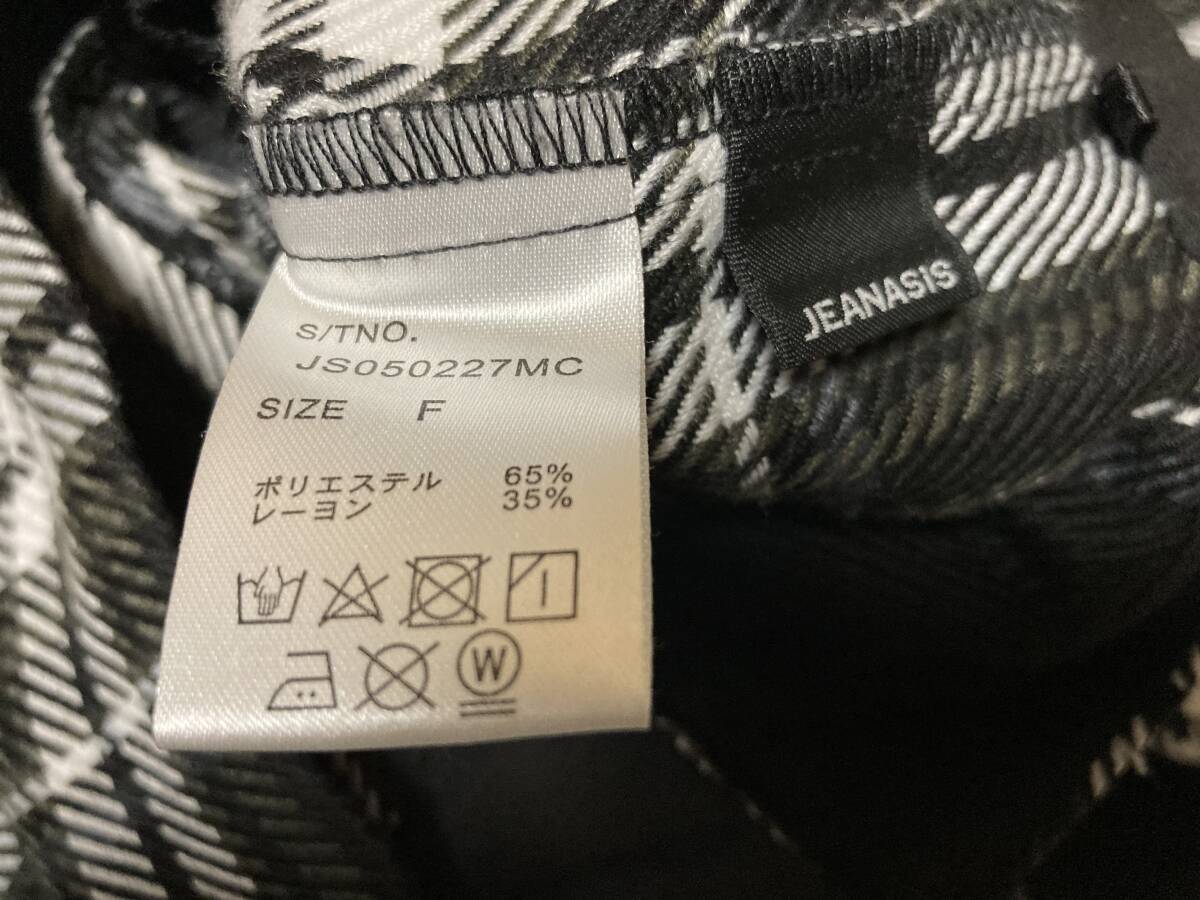 S/TNO.
JS050227MC
SIZE F
ポリエステル 65%
レーヨン 35%
W
JEANASIS